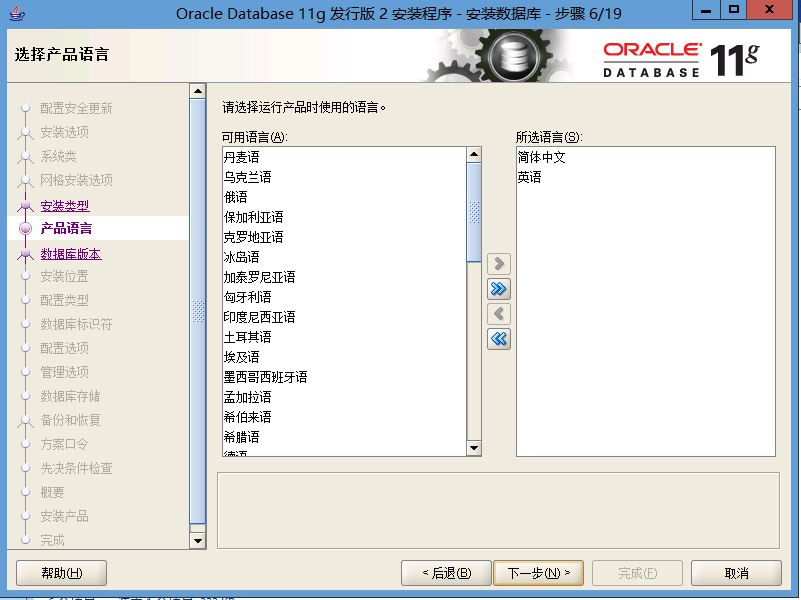 Oracle Database 11g 发行版 2 安装程序 - 安装数据库 - 步骤 6/19
选择产品语言
ORACLE
DATABASE
11g
配置安全更新
安装选项
系统类
网格安装选项
安装类型
产品语言
数据库版本
安装位置
配置类型
数据库标识符
配置选项
管理选项
数据库存储
备份和恢复
方案口令
先决条件检查
概要
安装产品
完成
请选择运行产品时使用的语言。
可用语言(A):
丹麦语
乌克兰语
俄语
保加利亚语
克罗地亚语
冰岛语
加泰罗尼亚语
匈牙利语
印度尼西亚语
土耳其语
埃及语
墨西哥西班牙语
孟加拉语
希伯来语
希腊语
德语
所选语言(S):
简体中文
英语
帮助(H)
< 后退(B)
下一步(N) >
完成(F)
取消